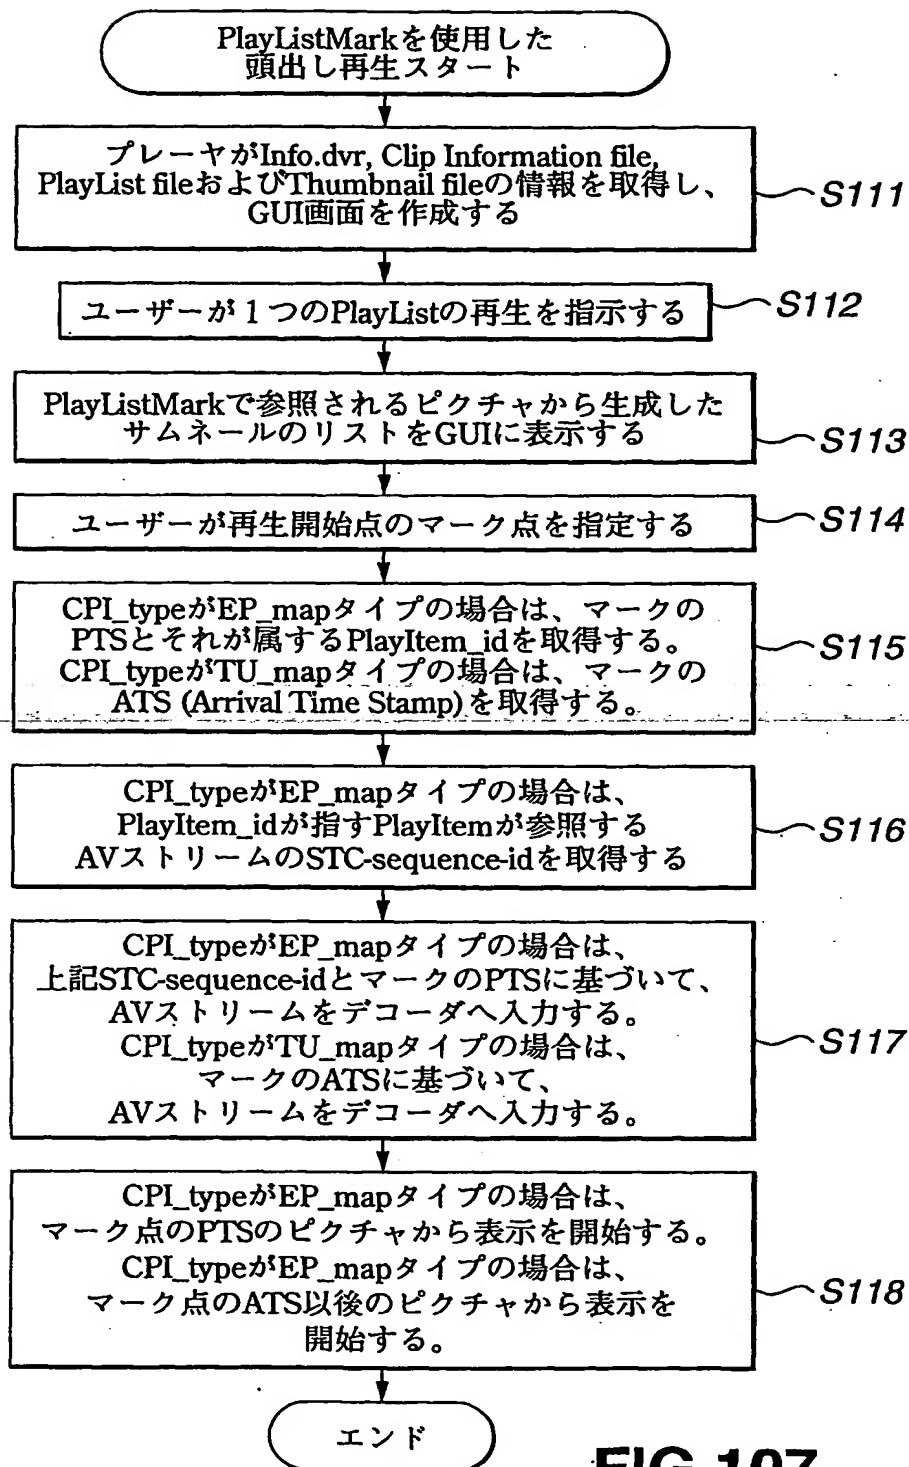 PlayListMarkを使用した
頭出し再生スタート
プレーヤがInfo.dvr, Clip Information file,
PlayList fileおよびThumbnail fileの情報を取得し、
GUI画面を作成する
S111
ユーザーが1つのPlayListの再生を指示する
S112
PlayListMarkで参照されるピクチャから生成した
サムネールのリストをGUIに表示する
S113
ユーザーが再生開始点のマーク点を指定する
S114
CPI_typeがEP_mapタイプの場合は、マークの
PTSとそれが属するPlayItem_idを取得する。
CPI_typeがTU_mapタイプの場合は、マークの
ATS (Arrival Time Stamp)を取得する。
S115
CPI_typeがEP_mapタイプの場合は、
PlayItem_idが指すPlayItemが参照する
AVストリームのSTC-sequence-idを取得する
S116
CPI_typeがEP_mapタイプの場合は、
上記STC-sequence-idとマークのPTSに基づいて、
AVストリームをデコーダへ入力する。
CPI_typeがTU_mapタイプの場合は、
マークのATSに基づいて、
AVストリームをデコーダへ入力する。
S117
CPI_typeがEP_mapタイプの場合は、
マーク点のPTSのピクチャから表示を開始する。
CPI_typeがEP_mapタイプの場合は、
マーク点のATS以後のピクチャから表示を
開始する。
S118
エンド
FIG.107